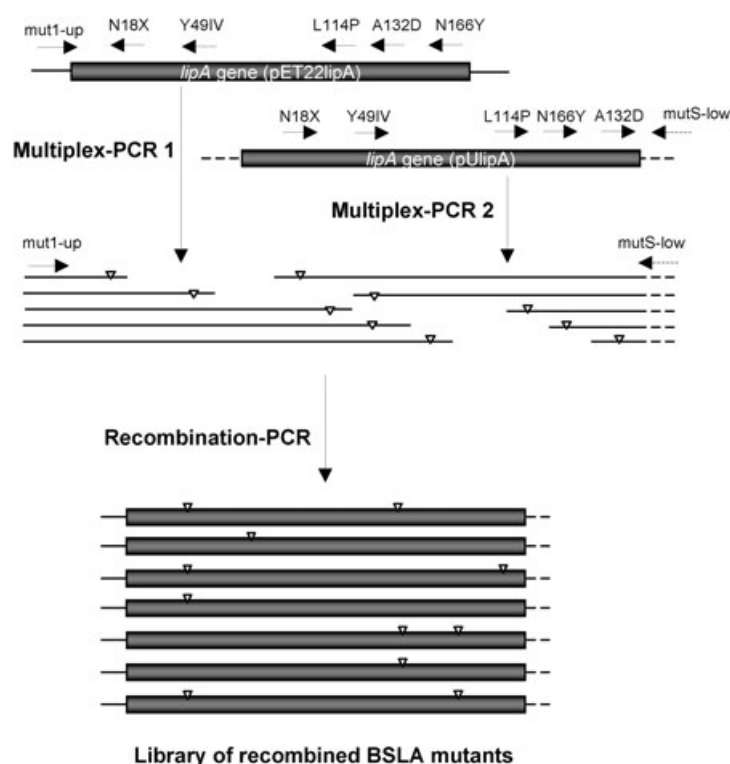 mut1-up N18X Y49IV L114P A132D N166Y
lipA gene (pET22lipA)
N18X Y49IV L114P N166Y A132D mutS-low
Multiplex-PCR 1
lipA gene (pUlipA)
Multiplex-PCR 2
mut1-up mutS-low
Recombination-PCR
Library of recombined BSLA mutants